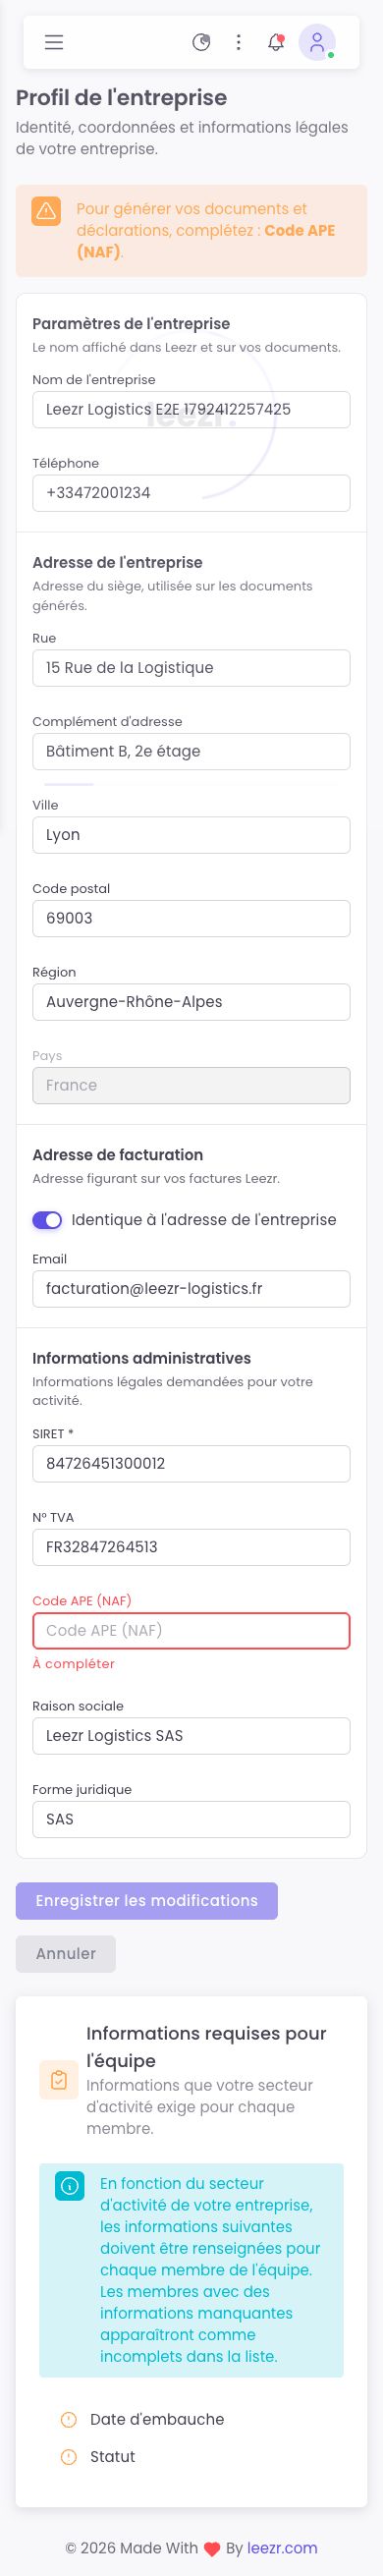 Profil de l'entreprise
Identité, coordonnées et informations légales
de votre entreprise.
Pour générer vos documents et
déclarations, complétez : Code APE
(NAF).
Paramètres de l'entreprise
Le nom affiché dans Leezr et sur vos documents.
Nom de l'entreprise
Leezr Logistics E2E 1792412257425
leezr.
Téléphone
+33472001234
Adresse de l'entreprise
Adresse du siège, utilisée sur les documents
générés.
Rue
15 Rue de la Logistique
Complément d'adresse
Bâtiment B, 2e étage
Ville
Lyon
Code postal
69003
Région
Auvergne-Rhône-Alpes
Pays
France
Adresse de facturation
Adresse figurant sur vos factures Leezr.
Identique à l'adresse de l'entreprise
Email
facturation@leezr-logistics.fr
Informations administratives
Informations légales demandées pour votre
activité.
SIRET *
84726451300012
N° TVA
FR32847264513
Code APE (NAF)
Code APE (NAF)
À compléter
Raison sociale
Leezr Logistics SAS
Forme juridique
SAS
Enregistrer les modifications
Annuler
Informations requises pour
l'équipe
Informations que votre secteur
d'activité exige pour chaque
membre.
En fonction du secteur
d'activité de votre entreprise,
les informations suivantes
doivent être renseignées pour
chaque membre de l'équipe.
Les membres avec des
informations manquantes
apparaîtront comme
incomplets dans la liste.
Date d'embauche
Statut
© 2026 Made With By leezr.com